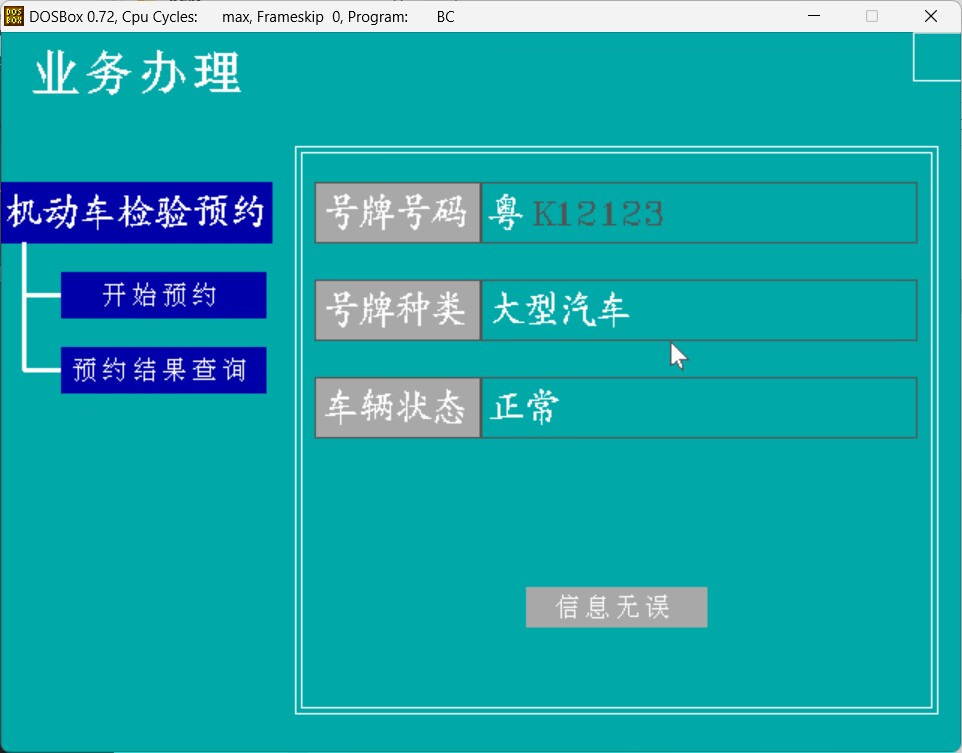 DOSBox 0.72, Cpu Cycles: max, Frameskip 0, Program: BC
业务办理
机动车检验预约
开始预约
预约结果查询
号牌号码 粤 K12123
号牌种类 大型汽车
车辆状态 正常
信息无误